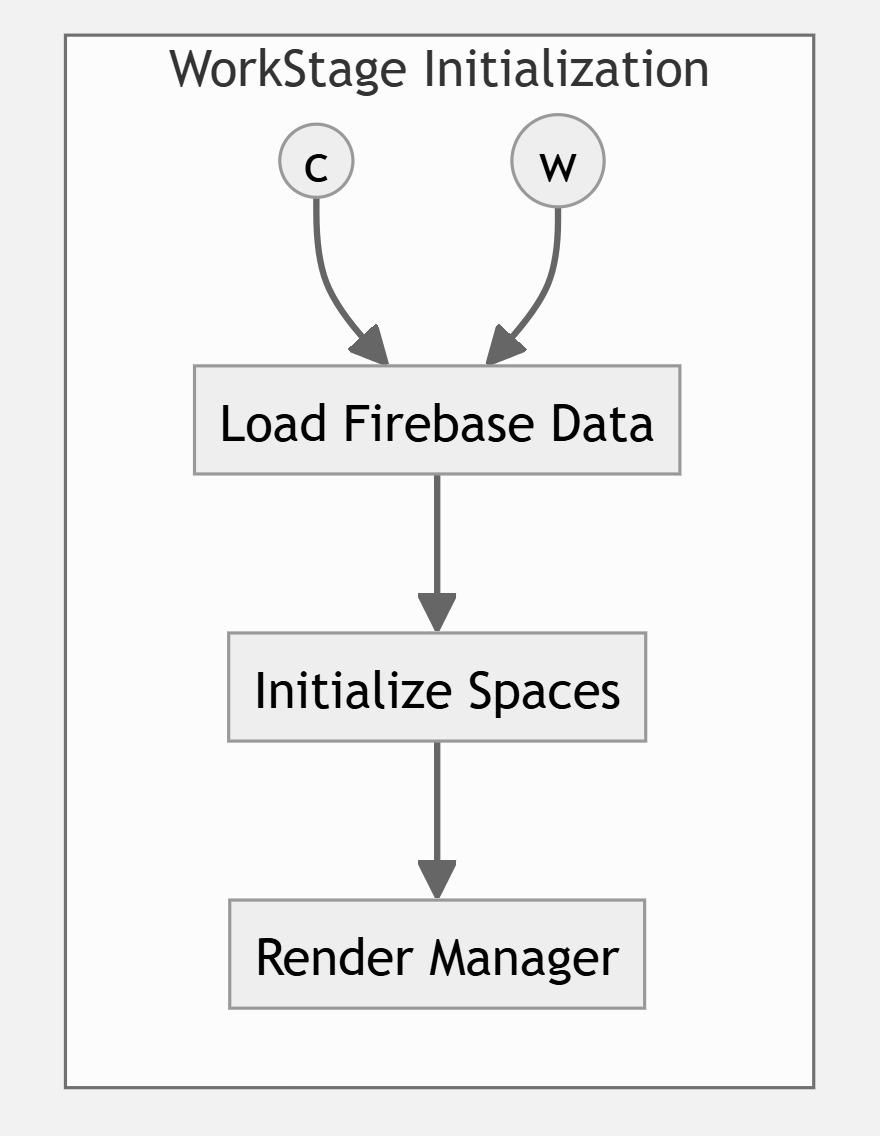 WorkStage Initialization
c
w
Load Firebase Data
Initialize Spaces
Render Manager